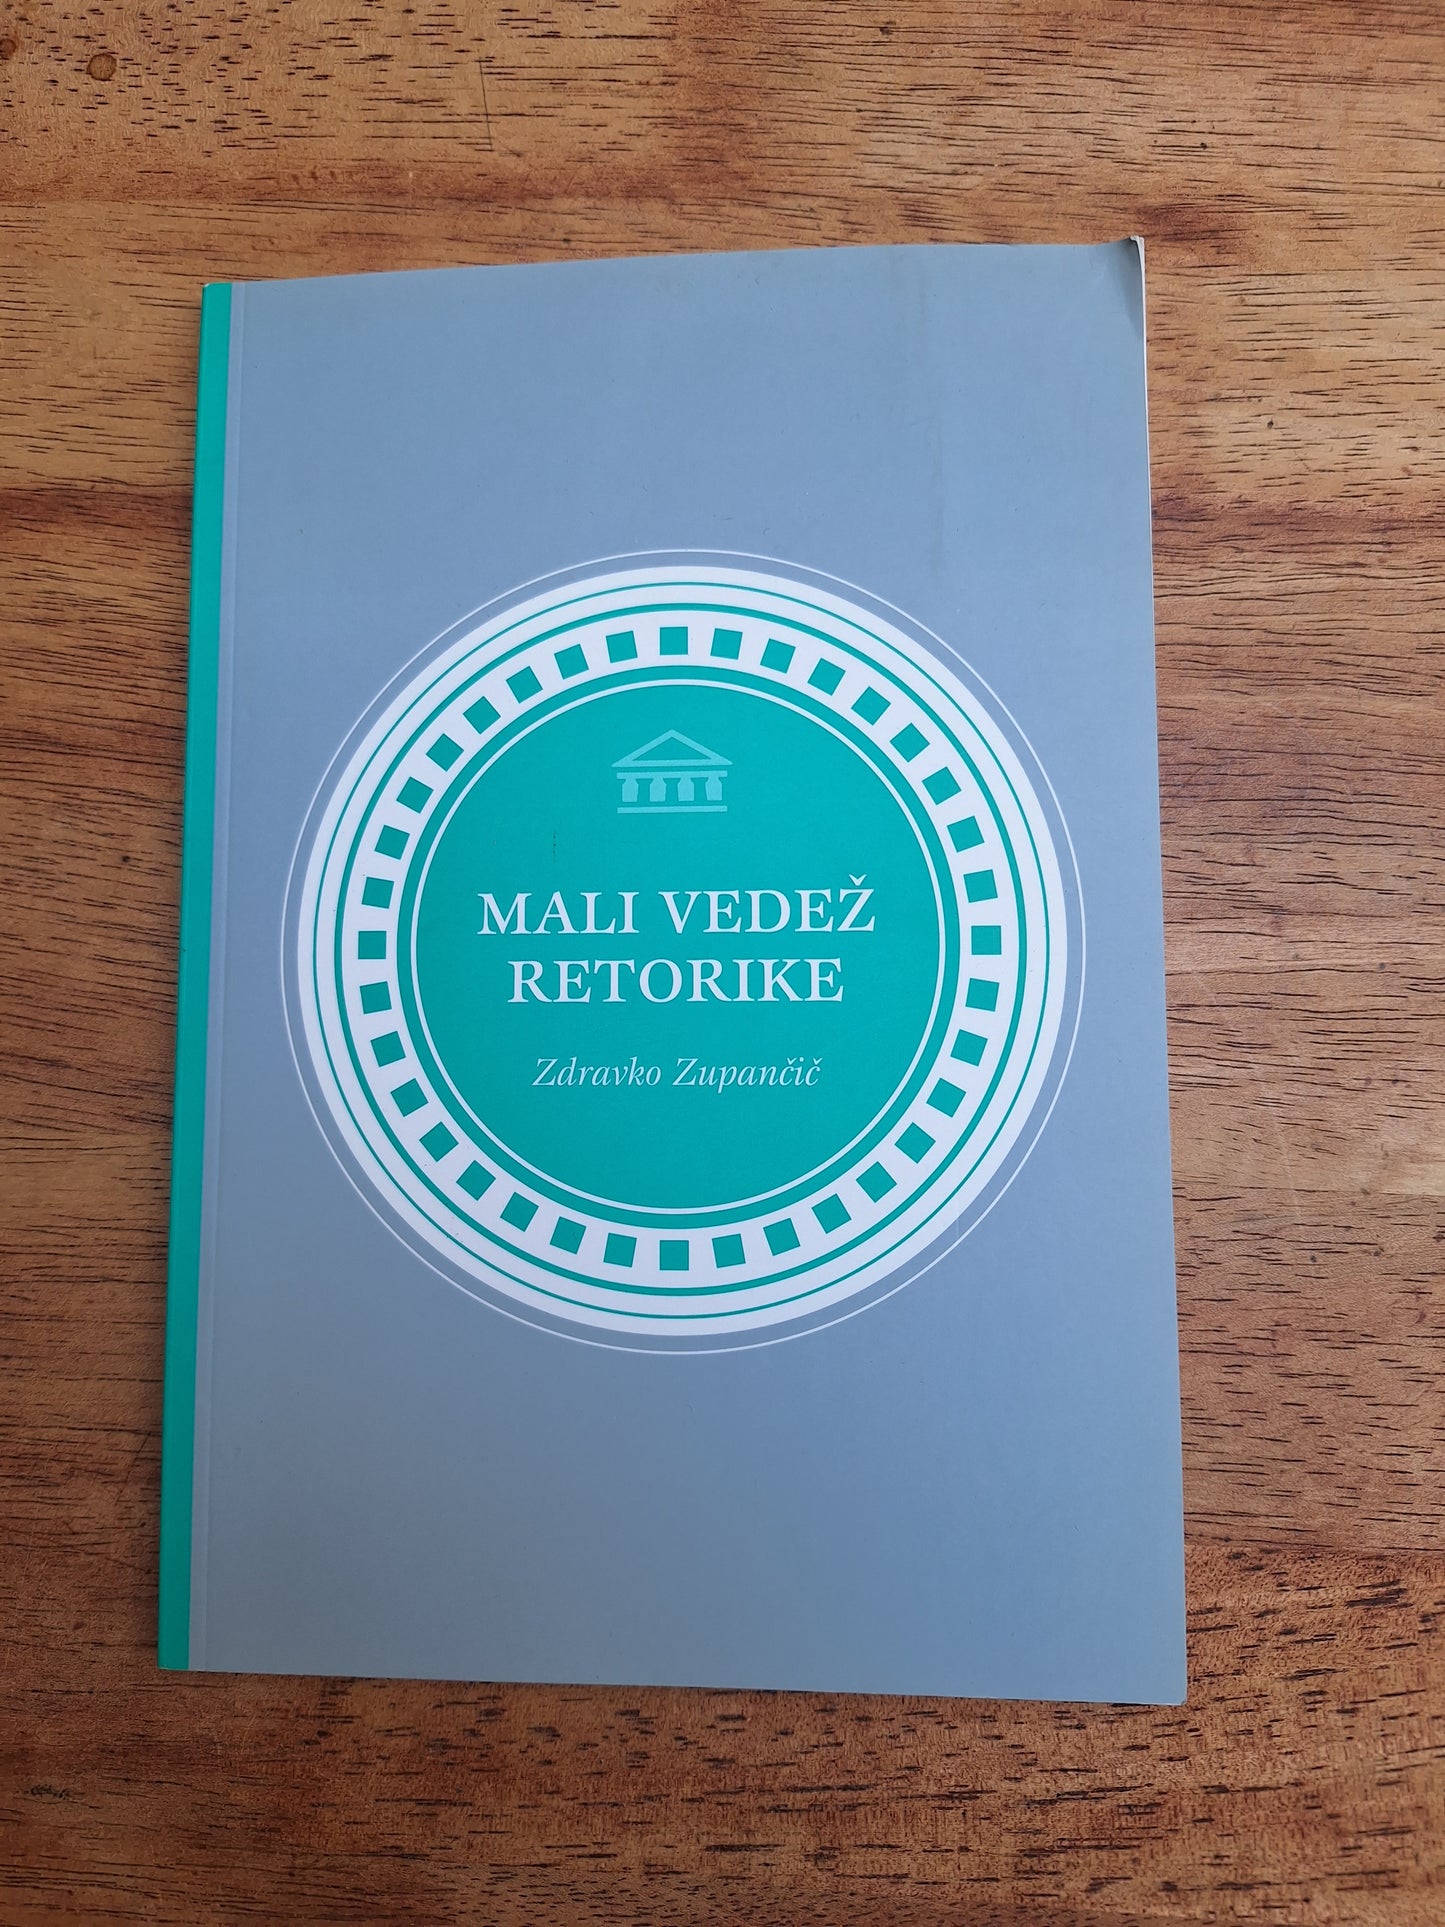 MALI VEDEŽ
RETORIKE
Zdravko Zupančič